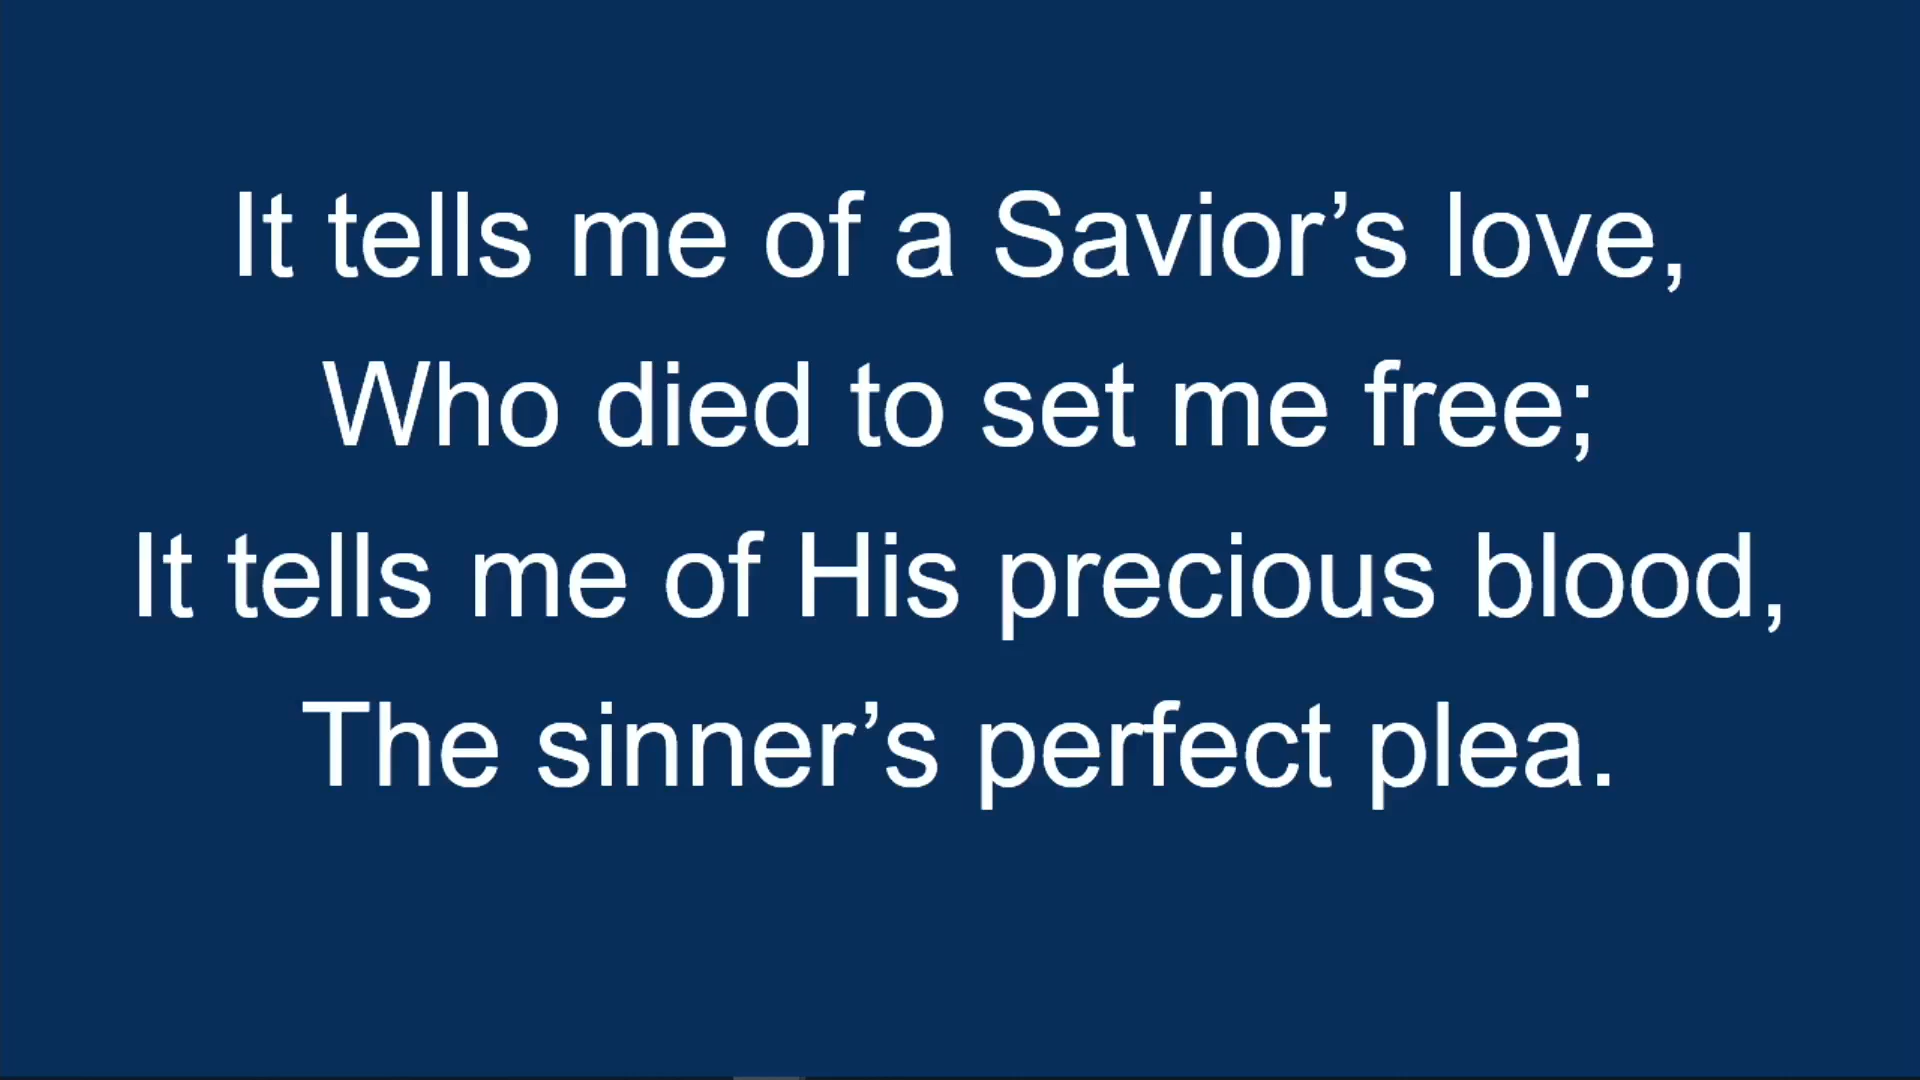 It tells me of a Savior’s love,
Who died to set me free;
It tells me of His precious blood,
The sinner’s perfect plea.